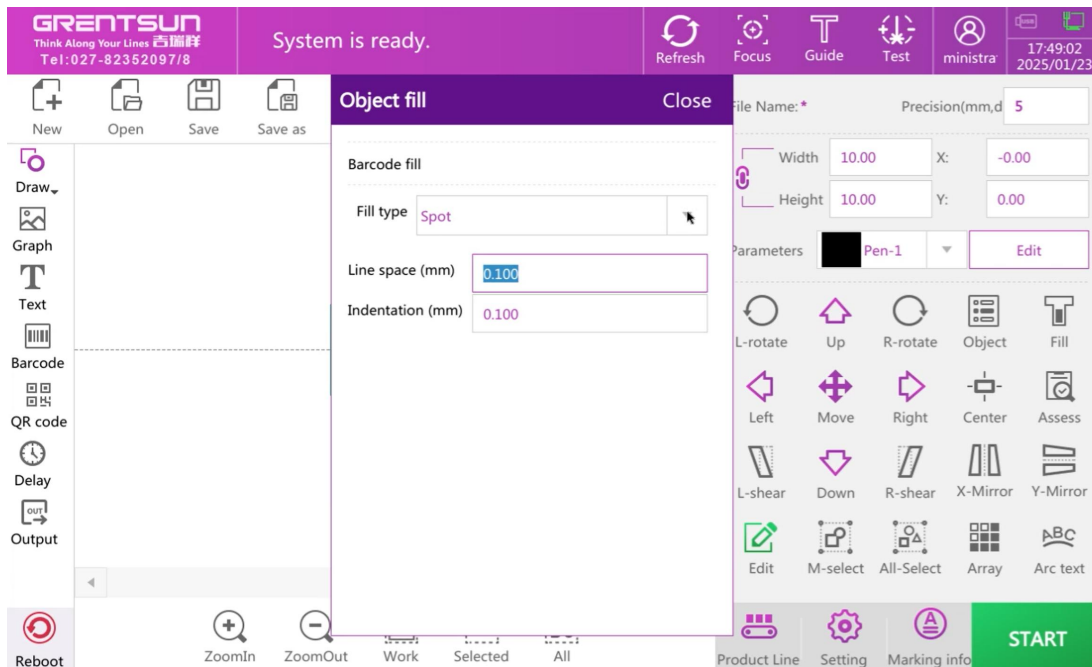 GRENTSUN
Think Along Your Lines 吉瑞祥
Tel:027-82352097/8
System is ready.
Refresh
Focus
Guide
Test
ministra
17:49:02
2025/01/23
New
Open
Save
Save as
Object fill
Close
File Name: *
Precision(mm,d
5
Draw
Graph
Text
Barcode
QR code
Delay
OUT
Output
Barcode fill
Fill type
Spot
Line space (mm)
0.100
Indentation (mm)
0.100
Width
10.00
X:
-0.00
Height
10.00
Y:
0.00
Parameters
Pen-1
Edit
L-rotate
Up
R-rotate
Object
Fill
Left
Move
Right
Center
Assess
L-shear
Down
R-shear
X-Mirror
Y-Mirror
Edit
M-select
All-Select
Array
ABC
Arc text
Reboot
ZoomIn
ZoomOut
Work
Selected
All
Product Line
Setting
A
Marking info
START